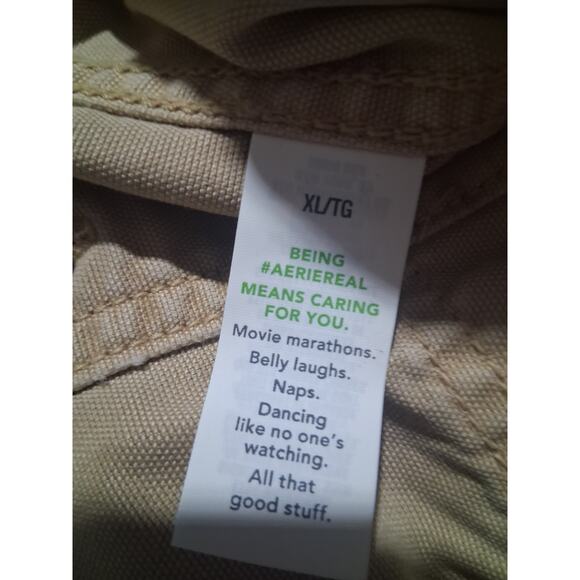 XL/TG
BEING
#AERIEREAL
MEANS CARING
FOR YOU.
Movie marathons.
Belly laughs.
Naps.
Dancing
like no one's
watching.
All that
good stuff.